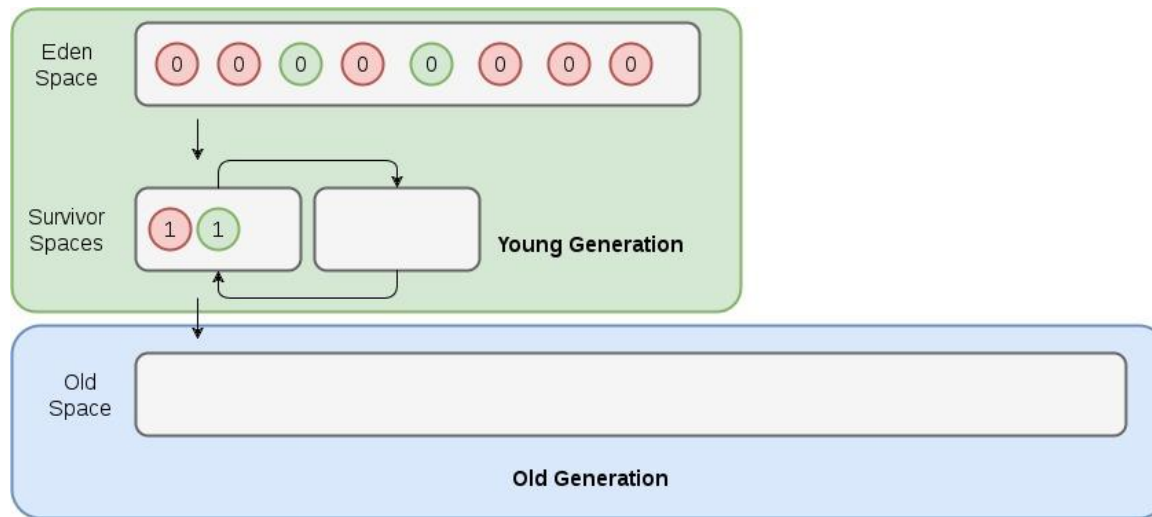 Eden
Space
0 0 0 0 0 0 0 0
Survivor
Spaces
1 1
Young Generation
Old
Space
Old Generation